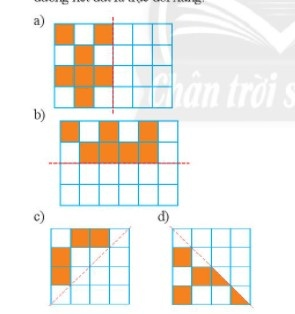 đường nét đứt là trục đối xứng.
a)
Chân trời s
b)
c)
d)